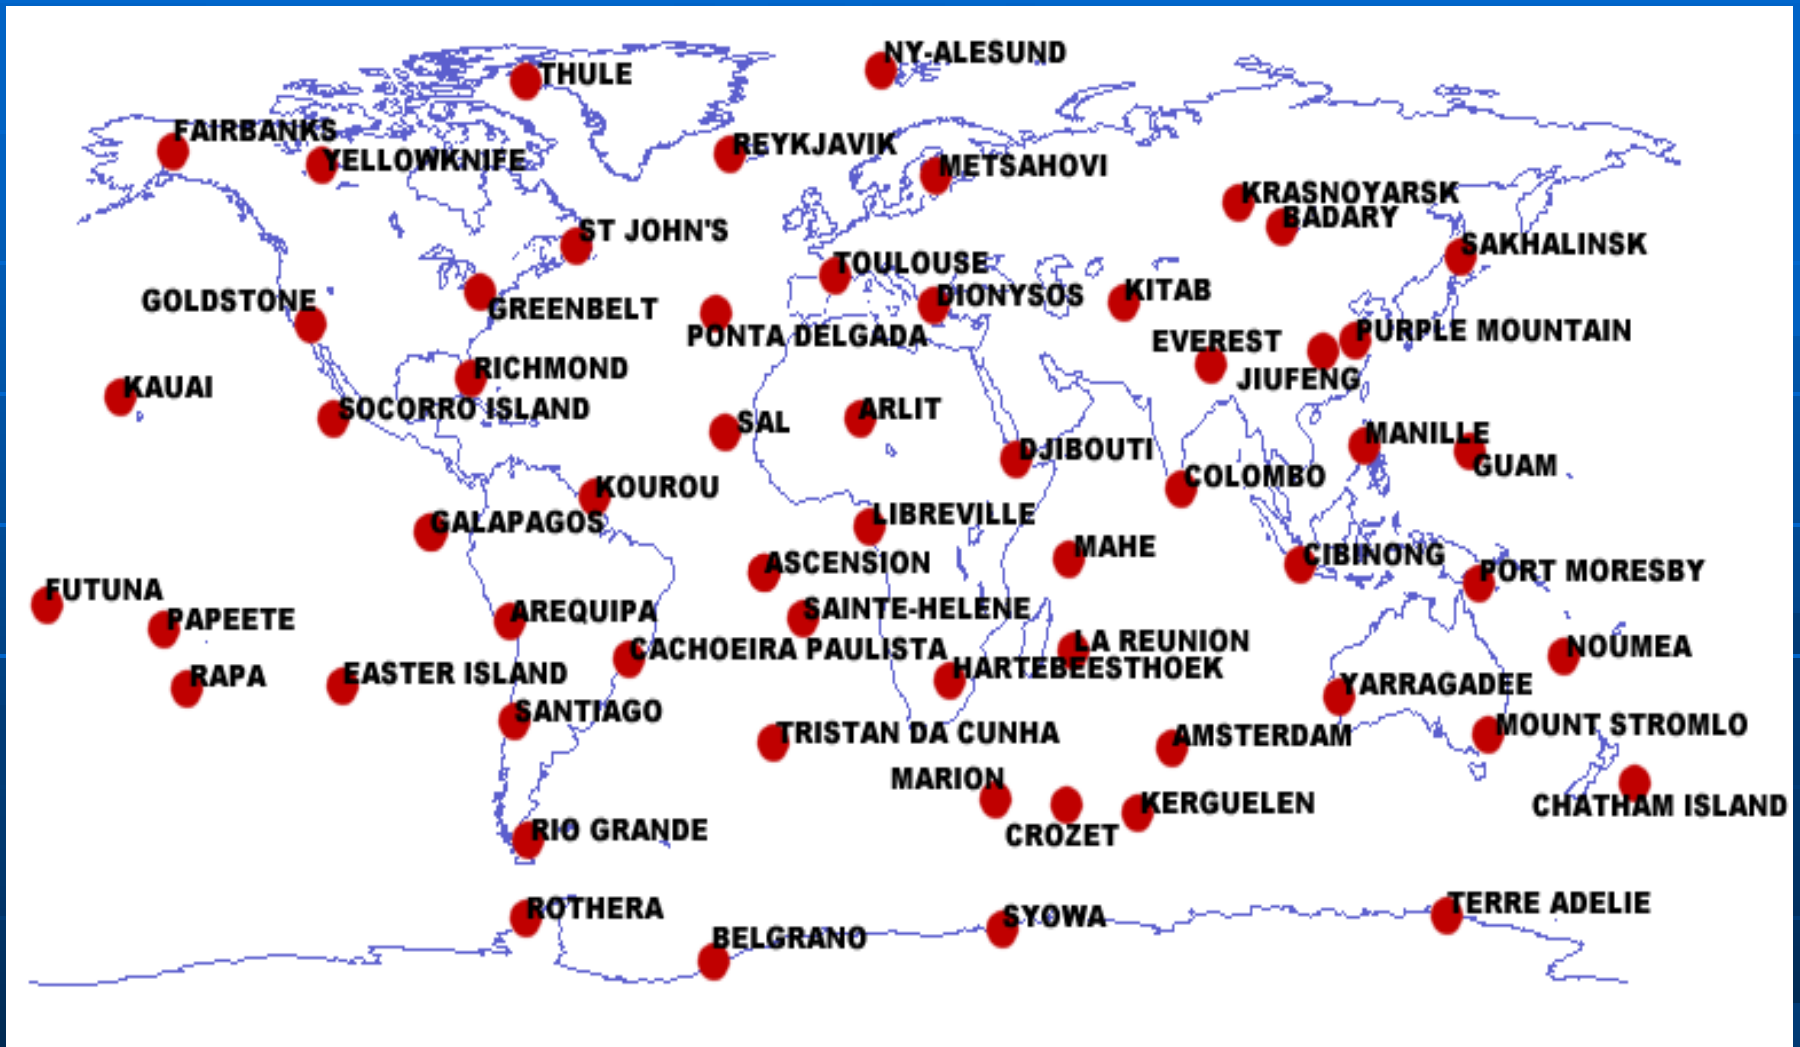 NY-ALESUND
THULE
FAIRBANKS
REYKJAVIK
YELLOWKNIFE
METSAHOVI
KRASNOYARSK
BADARY
ST JOHN'S
SAKHALINSK
TOULOUSE
KITAB
DIONYSOS
GOLDSTONE
GREENBELT
PONTA DELGADA
PURPLE MOUNTAIN
EVEREST
RICHMOND
JIUFENG
KAUAI
SOCORRO ISLAND
SAL
ARLIT
MANILLE
DJIBOUTI
GUAM
COLOMBO
KOUROU
LIBREVILLE
GALAPAGOS
MAHE
CIBINONG
ASCENSION
PORT MORESBY
FUTUNA
SAINTE-HELENE
AREQUIPA
PAPEETE
LA REUNION
NOUMEA
CACHOEIRA PAULISTA
HARTEBEESTHOEK
EASTER ISLAND
RAPA
YARRAGADEE
SANTIAGO
MOUNT STROMLO
TRISTAN DA CUNHA
AMSTERDAM
MARION
KERGUELEN
CHATHAM ISLAND
RIO GRANDE
CROZET
TERRE ADELIE
ROTHERA
SYOWA
BELGRANO